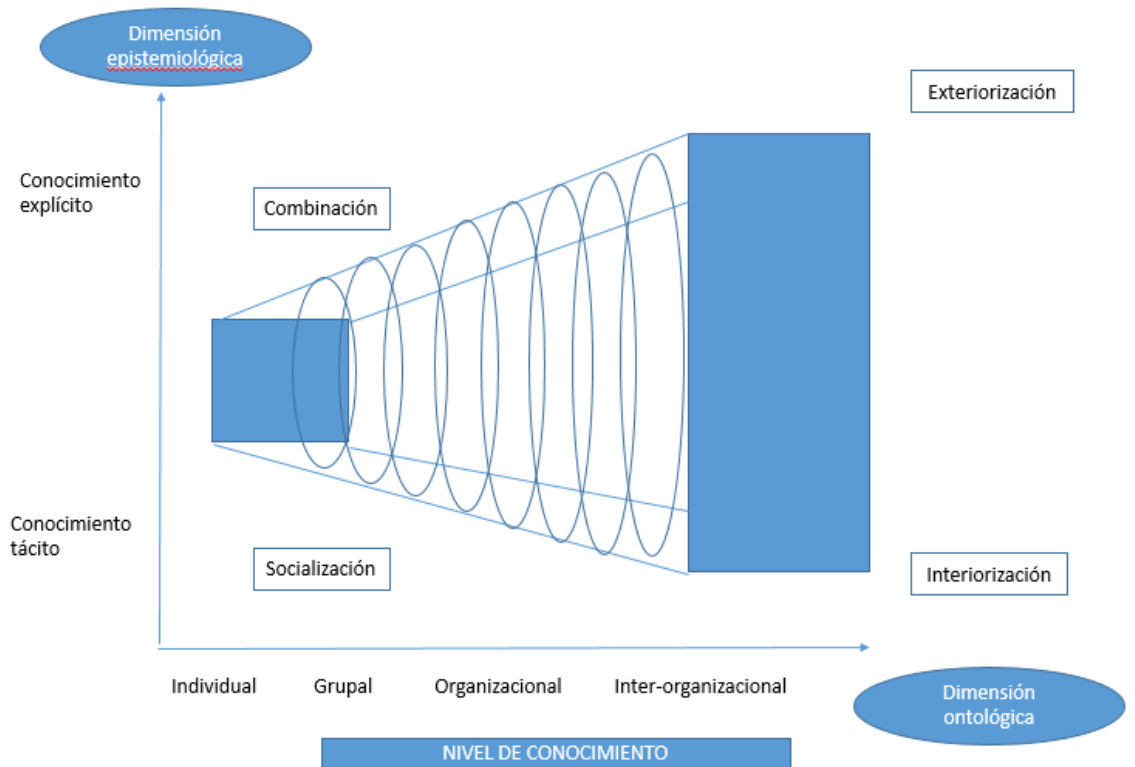 Dimensión
epistemiológica
Exteriorización
Conocimiento
explícito
Combinación
Conocimiento
tácito
Socialización
Interiorización
Individual
Grupal
Organizacional
Inter-organizacional
Dimensión
ontológica
NIVEL DE CONOCIMIENTO